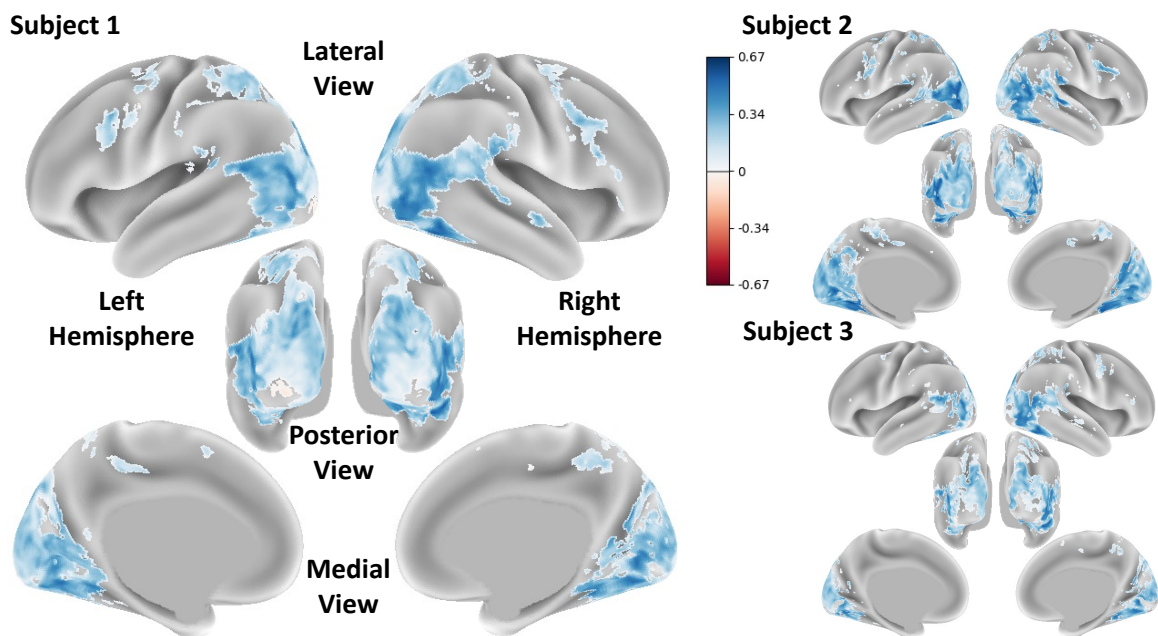 Subject 1
Lateral
View
Left
Hemisphere
Right
Hemisphere
Posterior
View
Medial
View
0.67
0.34
0
-0.34
-0.67
Subject 2
Subject 3